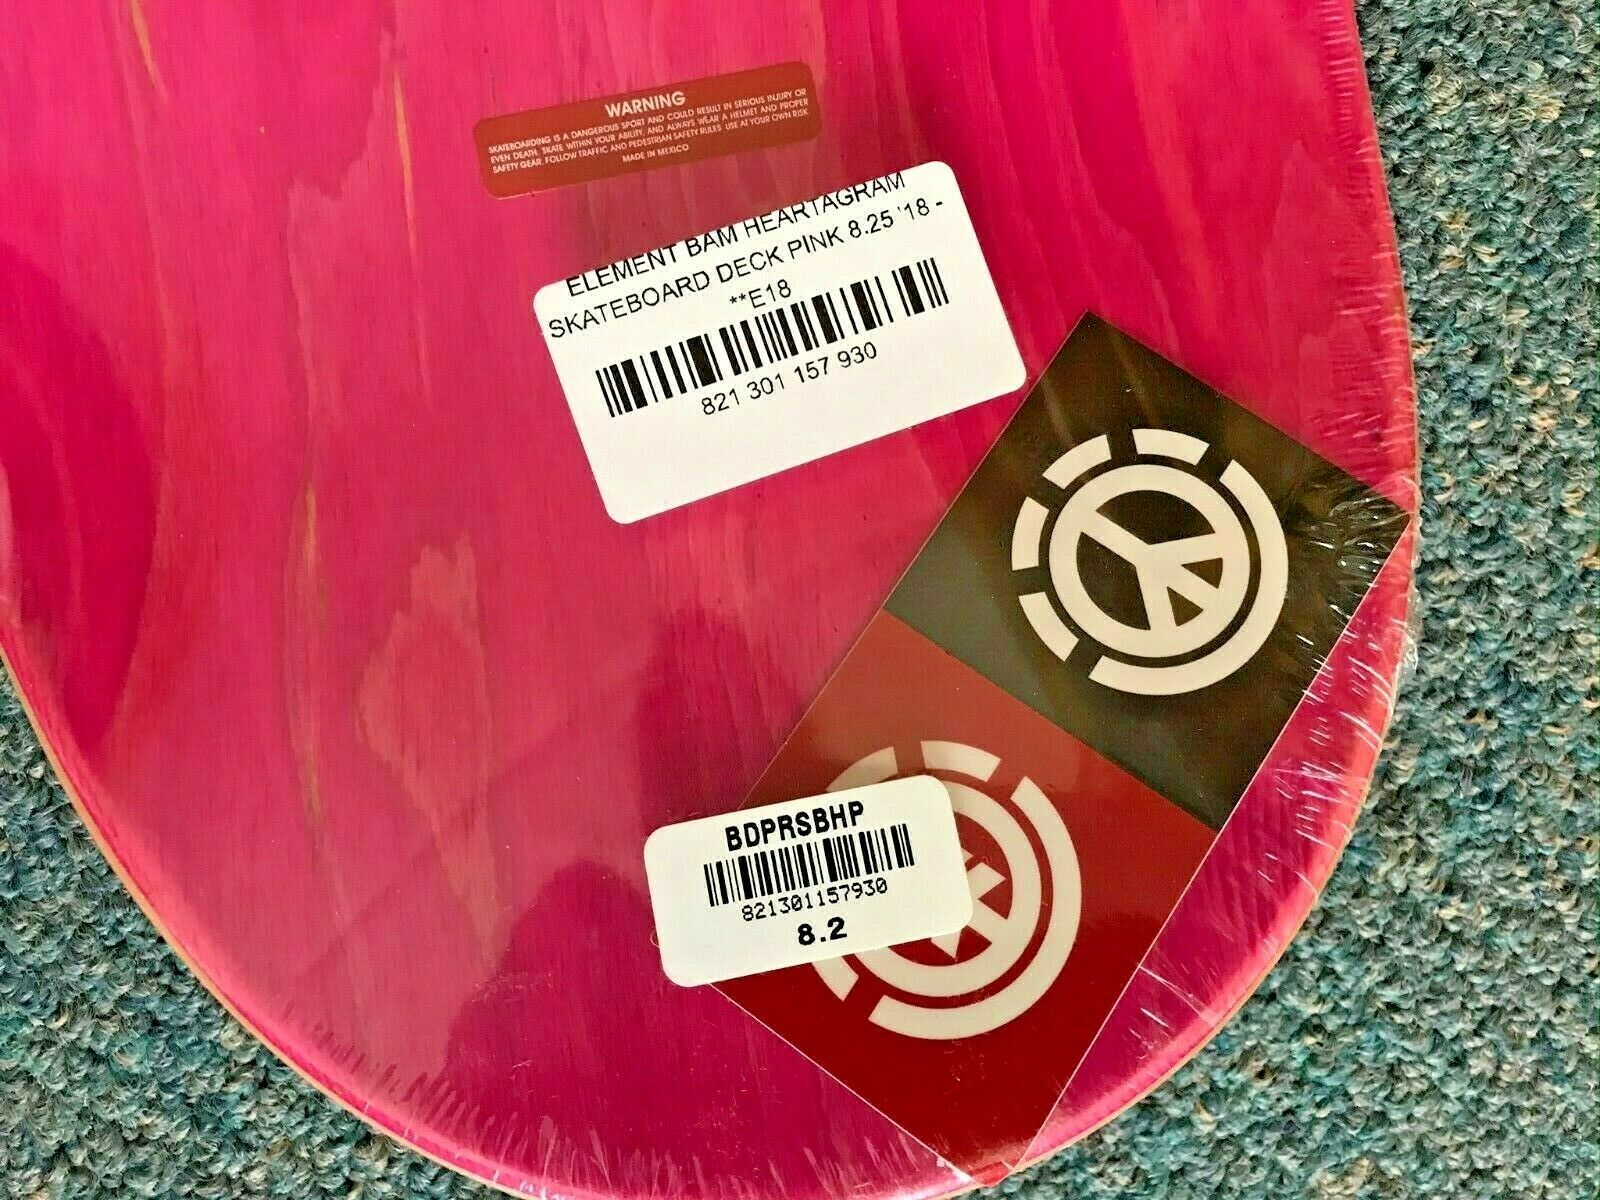 WARNING
SKATEBOARDING IS A DANGEROUS SPORT AND COULD RESULT IN SERIOUS INJURY OR
EVEN DEATH. SKATE WITHIN YOUR ABILITY, AND ALWAYS WEAR A HELMET AND PROPER
SAFETY GEAR. FOLLOW TRAFFIC AND PEDESTRIAN SAFETY RULES. USE AT YOUR OWN RISK.
MADE IN MEXICO
ELEMENT BAM HEARTAGRAM
SKATEBOARD DECK PINK 8.25 '18 -
**E18
821 301 157 930
BDPRSBHP
821301157930
8.2